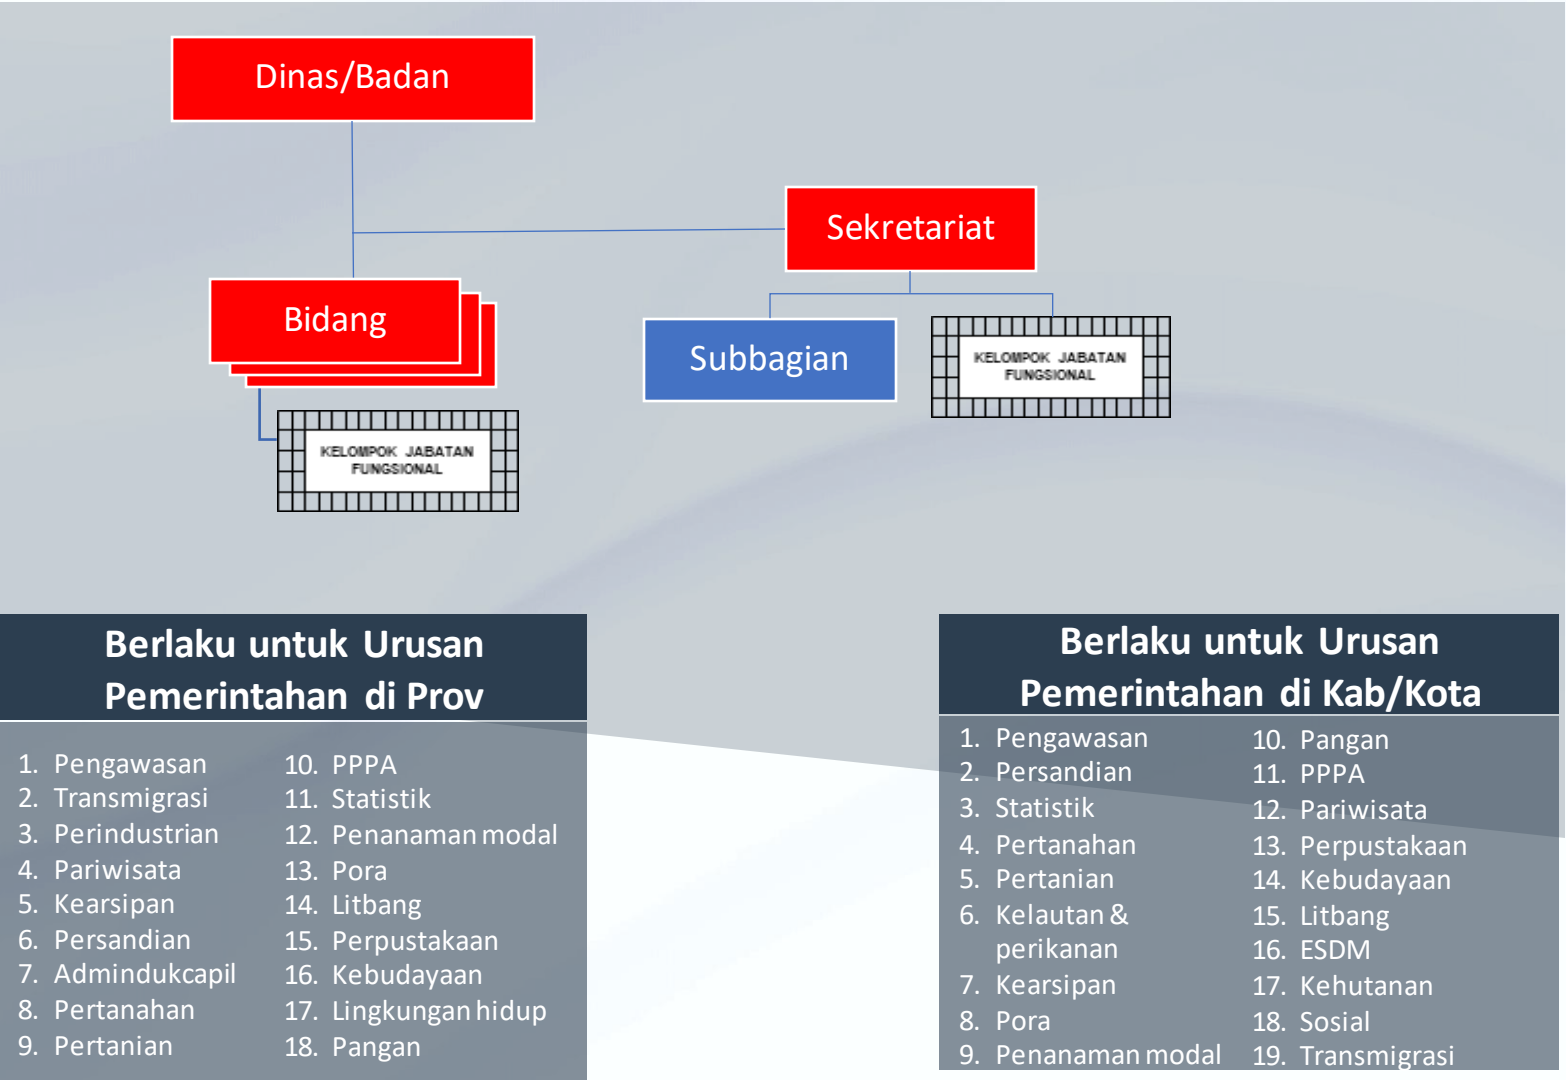 Dinas/Badan
Sekretariat
Bidang
Subbagian
KELOMPOK JABATAN
FUNGSIONAL
KELOMPOK JABATAN
FUNGSIONAL
Berlaku untuk Urusan
Pemerintahan di Prov
1. Pengawasan
2. Transmigrasi
3. Perindustrian
4. Pariwisata
5. Kearsipan
6. Persandian
7. Admindukcapil
8. Pertanahan
9. Pertanian
10. PPPA
11. Statistik
12. Penanaman modal
13. Pora
14. Litbang
15. Perpustakaan
16. Kebudayaan
17. Lingkungan hidup
18. Pangan
Berlaku untuk Urusan
Pemerintahan di Kab/Kota
1. Pengawasan
2. Persandian
3. Statistik
4. Pertanahan
5. Pertanian
6. Kelautan &
perikanan
7. Kearsipan
8. Pora
9. Penanaman modal
10. Pangan
11. PPPA
12. Pariwisata
13. Perpustakaan
14. Kebudayaan
15. Litbang
16. ESDM
17. Kehutanan
18. Sosial
19. Transmigrasi